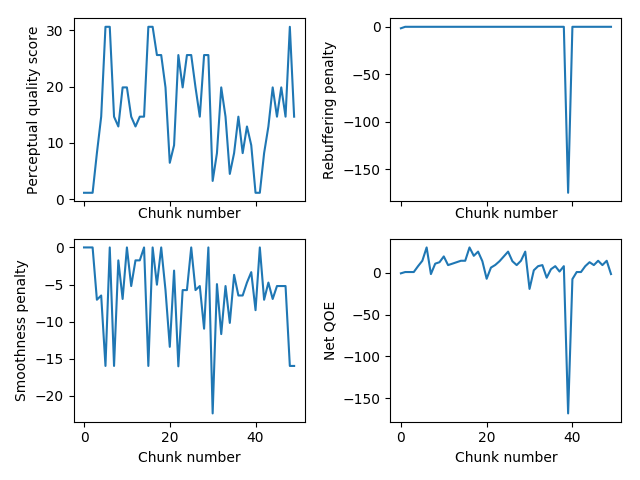 Perceptual quality score
30
20
10
0
Chunk number
Rebuffering penalty
0
−50
−100
−150
Chunk number
Smoothness penalty
0
−5
−10
−15
−20
0
20
40
Chunk number
Net QOE
0
−50
−100
−150
0
20
40
Chunk number